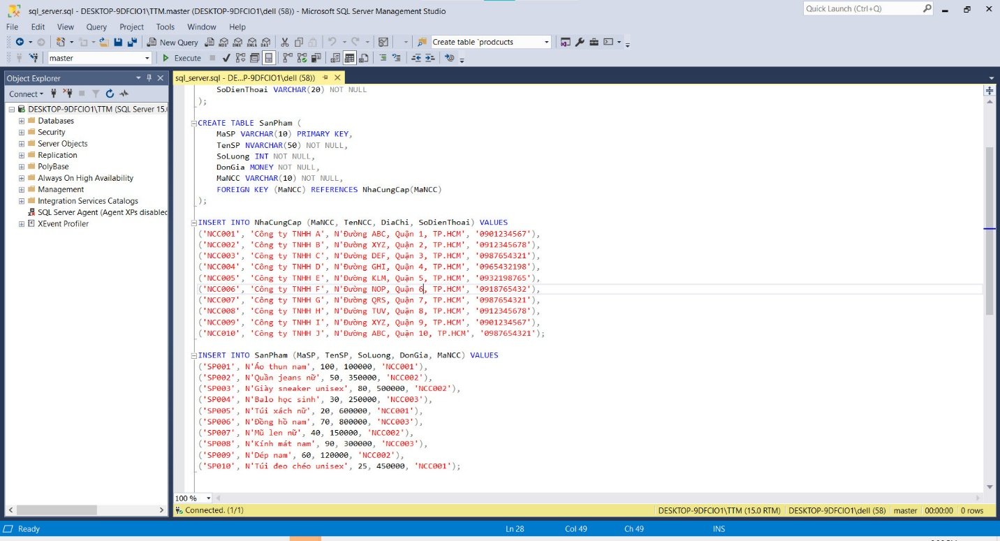 sql_server.sql - DESKTOP-9DFCIO1\TTM.master (DESKTOP-9DFCIO1\dell (58)) - Microsoft SQL Server Management Studio
Quick Launch (Ctrl+Q)
File Edit View Query Project Tools Window Help
New Query
MDX DMX XMLA DAX
Create table `prodcucts
master
Execute
Object Explorer
sql_server.sql - DE...P-9DFCIO1\dell (58))
Connect
DESKTOP-9DFCIO1\TTM (SQL Server 15.
Databases
Security
Server Objects
Replication
PolyBase
Always On High Availability
Management
Integration Services Catalogs
SQL Server Agent (Agent XPs disabled
XEvent Profiler
SoDienThoai VARCHAR(20) NOT NULL
);
CREATE TABLE SanPham (
MaSP VARCHAR(10) PRIMARY KEY,
TenSP NVARCHAR(50) NOT NULL,
SoLuong INT NOT NULL,
DonGia MONEY NOT NULL,
MaNCC VARCHAR(10) NOT NULL,
FOREIGN KEY (MaNCC) REFERENCES NhaCungCap(MaNCC)
);
INSERT INTO NhaCungCap (MaNCC, TenNCC, DiaChi, SoDienThoai) VALUES
('NCC001', 'Công ty TNHH A', N'Đường ABC, Quận 1, TP.HCM', '0901234567'),
('NCC002', 'Công ty TNHH B', N'Đường XYZ, Quận 2, TP.HCM', '0912345678'),
('NCC003', 'Công ty TNHH C', N'Đường DEF, Quận 3, TP.HCM', '0987654321'),
('NCC004', 'Công ty TNHH D', N'Đường GHI, Quận 4, TP.HCM', '0965432198'),
('NCC005', 'Công ty TNHH E', N'Đường KLM, Quận 5, TP.HCM', '0932198765'),
('NCC006', 'Công ty TNHH F', N'Đường NOP, Quận 6, TP.HCM', '0918765432'),
('NCC007', 'Công ty TNHH G', N'Đường QRS, Quận 7, TP.HCM', '0987654321'),
('NCC008', 'Công ty TNHH H', N'Đường TUV, Quận 8, TP.HCM', '0912345678'),
('NCC009', 'Công ty TNHH I', N'Đường XYZ, Quận 9, TP.HCM', '0901234567'),
('NCC010', 'Công ty TNHH J', N'Đường ABC, Quận 10, TP.HCM', '0987654321');
INSERT INTO SanPham (MaSP, TenSP, SoLuong, DonGia, MaNCC) VALUES
('SP001', N'Áo thun nam', 100, 100000, 'NCC001'),
('SP002', N'Quần jeans nữ', 50, 350000, 'NCC002'),
('SP003', N'Giày sneaker unisex', 80, 500000, 'NCC002'),
('SP004', N'Balo học sinh', 30, 250000, 'NCC003'),
('SP005', N'Túi xách nữ', 20, 600000, 'NCC001'),
('SP006', N'Đồng hồ nam', 70, 800000, 'NCC003'),
('SP007', N'Mũ len nữ', 40, 150000, 'NCC002'),
('SP008', N'Kính mát nam', 90, 300000, 'NCC003'),
('SP009', N'Dép nam', 60, 120000, 'NCC002'),
('SP010', N'Túi đeo chéo unisex', 25, 450000, 'NCC001');
100 %
Connected. (1/1)
DESKTOP-9DFCIO1\TTM (15.0 RTM) DESKTOP-9DFCIO1\dell (58) master 00:00:00 0 rows
Ready
Ln 28 Col 49 Ch 49 INS